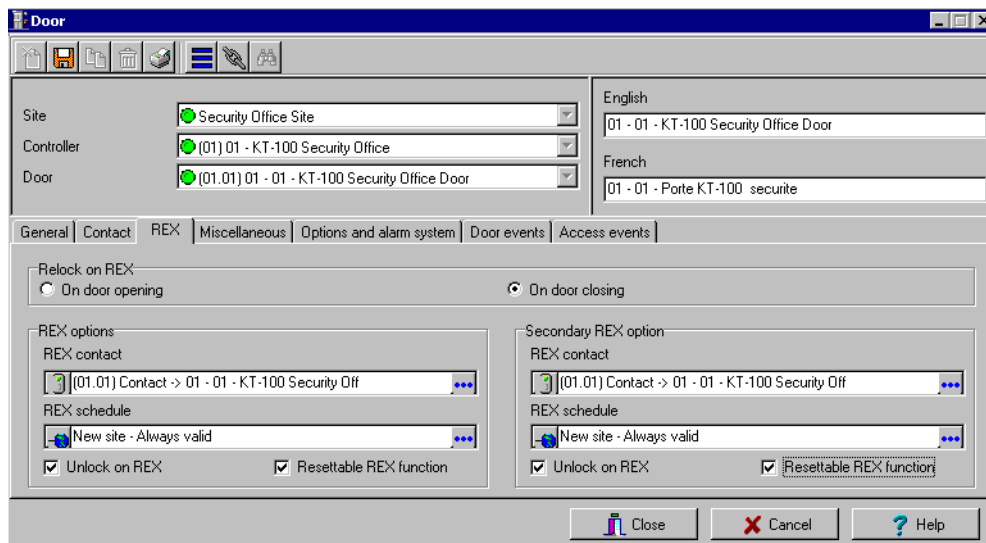 Door
Site
Security Office Site
Controller
(01) 01 - KT-100 Security Office
Door
(01.01) 01 - 01 - KT-100 Security Office Door
English
01 - 01 - KT-100 Security Office Door
French
01 - 01 - Porte KT-100 securite
General Contact REX Miscellaneous Options and alarm system Door events Access events
Relock on REX
On door opening On door closing
REX options
REX contact
(01.01) Contact -> 01 - 01 - KT-100 Security Off
REX schedule
New site - Always valid
Unlock on REX Resettable REX function
Secondary REX option
REX contact
(01.01) Contact -> 01 - 01 - KT-100 Security Off
REX schedule
New site - Always valid
Unlock on REX Resettable REX function
Close Cancel Help